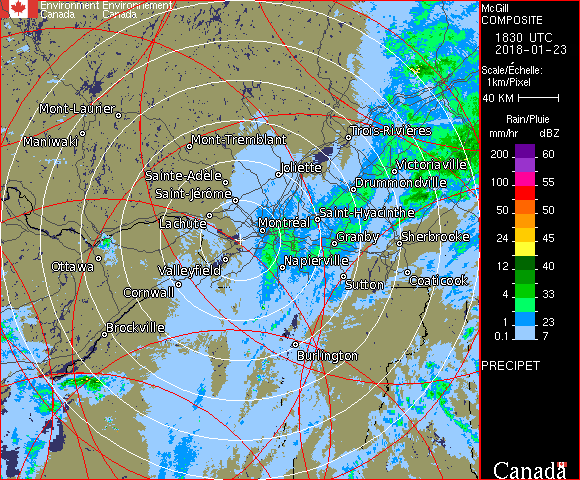 Environment Environnement
Canada Canada
McGill
COMPOSITE
1830 UTC
2018-01-23
Scale/Échelle:
1km/Pixel
40 KM
Rain/Pluie
mm/hr dBZ
200 60
100 55
50 50
24 45
12 40
4 33
1 23
0.1 7
PRECIPET
Canada
Mont-Laurier
Maniwaki
Mont-Tremblant
Trois-Rivières
Joliette
Victoriaville
Sainte-Adèle
Drummondville
Saint-Jérôme
Lachute
Saint-Hyacinthe
Montréal
Granby
Sherbrooke
Ottawa
Valleyfield
Napierville
Cornwall
Sutton
Coaticook
Brockville
Burlington